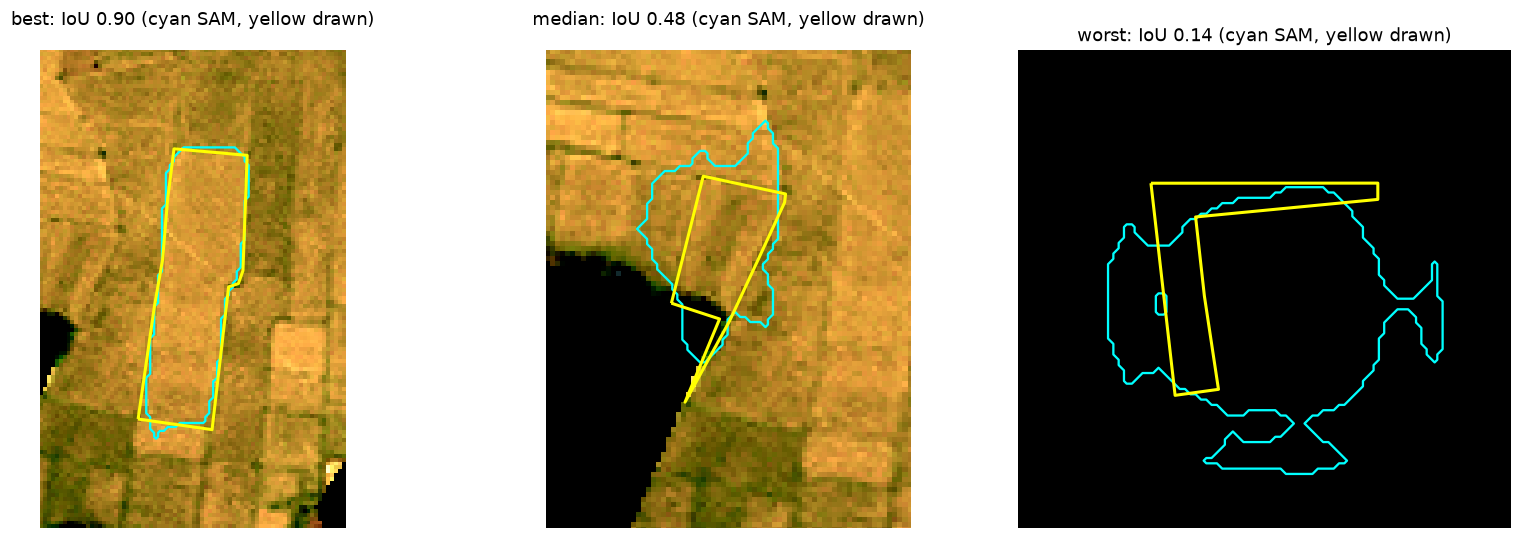 best: IoU 0.90 (cyan SAM, yellow drawn)
median: IoU 0.48 (cyan SAM, yellow drawn)
worst: IoU 0.14 (cyan SAM, yellow drawn)